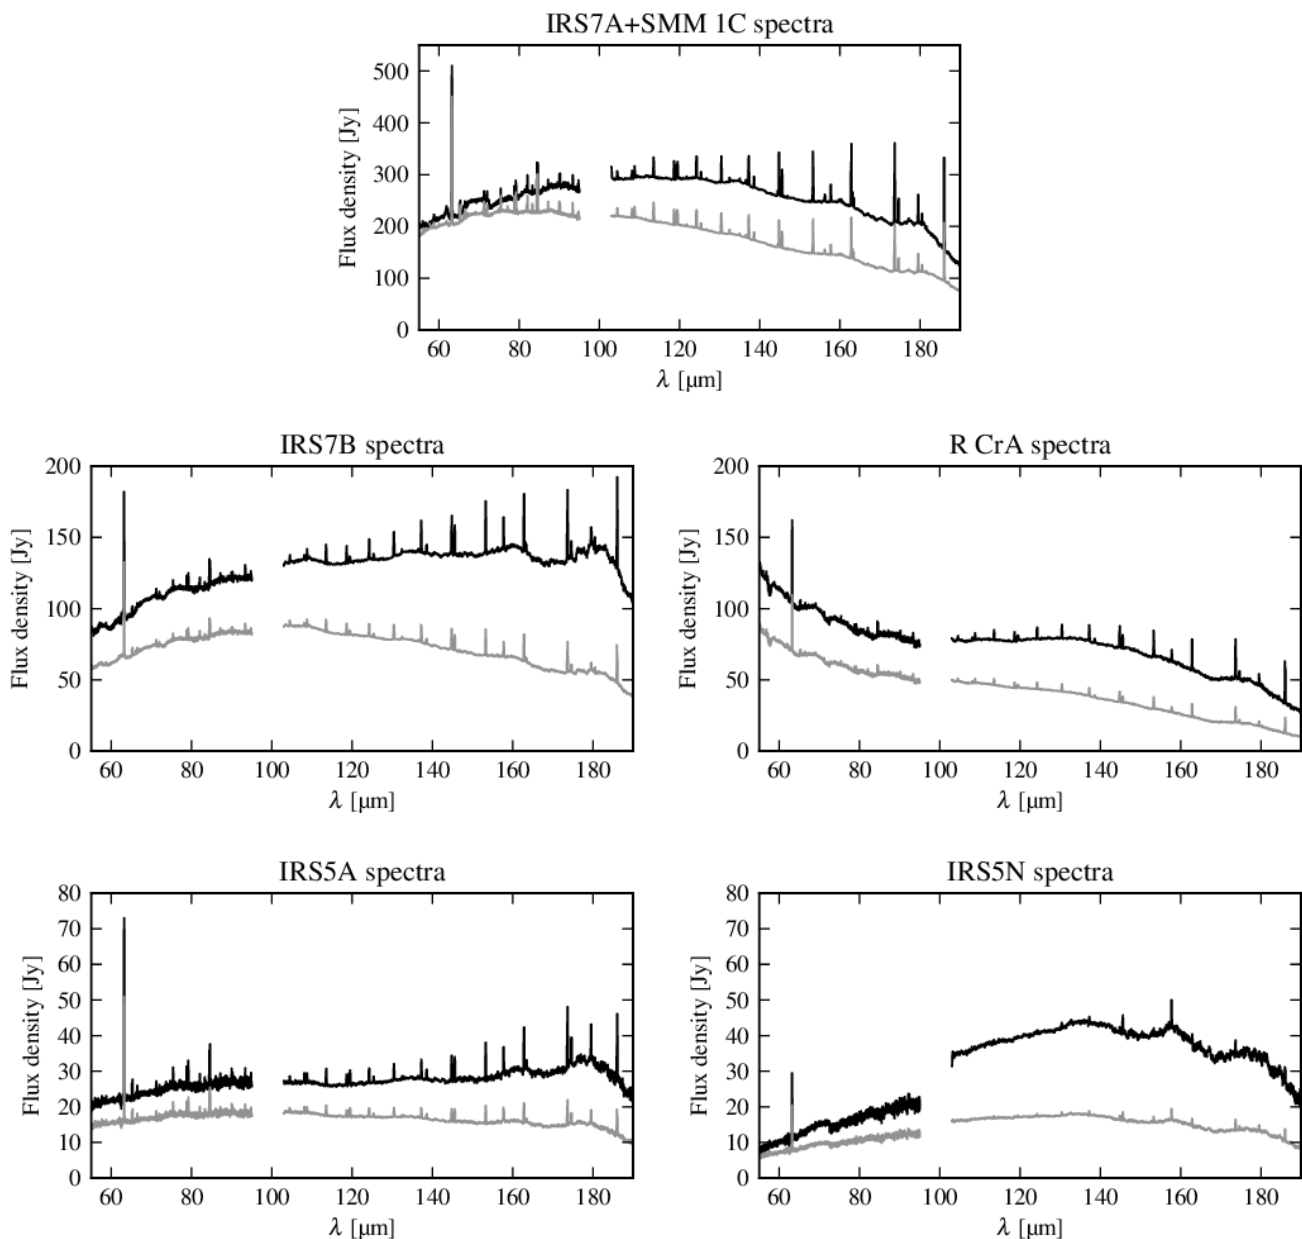 IRS7A+SMM 1C spectra
Flux density [Jy]
500
400
300
200
100
0
60 80 100 120 140 160 180
λ [μm]
IRS7B spectra
Flux density [Jy]
200
150
100
50
0
60 80 100 120 140 160 180
λ [μm]
R CrA spectra
Flux density [Jy]
200
150
100
50
0
60 80 100 120 140 160 180
λ [μm]
IRS5A spectra
Flux density [Jy]
80
70
60
50
40
30
20
10
0
60 80 100 120 140 160 180
λ [μm]
IRS5N spectra
Flux density [Jy]
80
70
60
50
40
30
20
10
0
60 80 100 120 140 160 180
λ [μm]